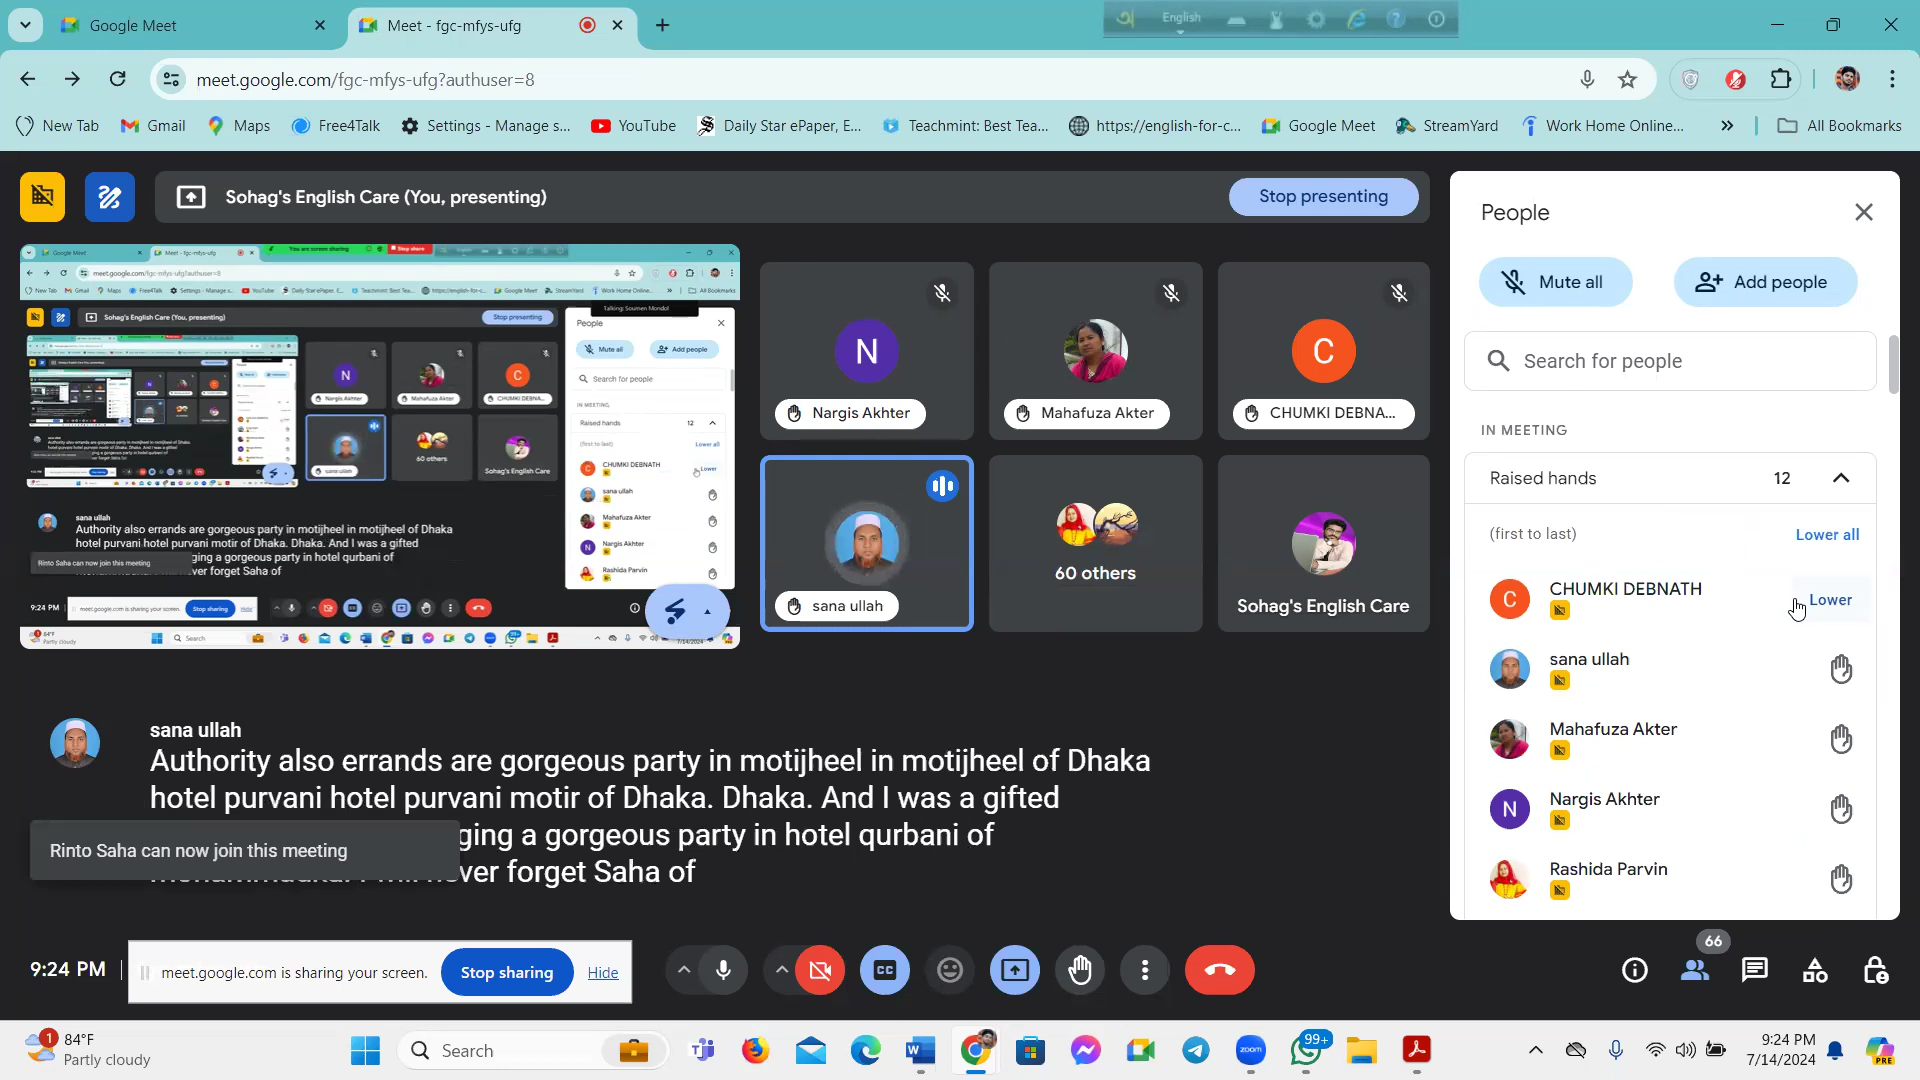 Google Meet
Meet - fgc-mfys-ufg
English
meet.google.com/fgc-mfys-ufg?authuser=8
New Tab
Gmail
Maps
Free4Talk
Settings - Manage s...
YouTube
Daily Star ePaper, E...
Teachmint: Best Tea...
https://english-for-c...
Google Meet
StreamYard
Work Home Online...
All Bookmarks
Sohag's English Care (You, presenting)
Stop presenting
N
Nargis Akhter
Mahafuza Akter
C
CHUMKI DEBNA...
sana ullah
60 others
Sohag's English Care
People
Mute all
Add people
Search for people
IN MEETING
Raised hands 12
(first to last)
Lower all
C
CHUMKI DEBNATH
Lower
sana ullah
Mahafuza Akter
N
Nargis Akhter
Rashida Parvin
sana ullah
Authority also errands are gorgeous party in motijheel in motijheel of Dhaka
hotel purvani hotel purvani motir of Dhaka. Dhaka. And I was a gifted
ging a gorgeous party in hotel qurbani of
ver forget Saha of
Rinto Saha can now join this meeting
9:24 PM
meet.google.com is sharing your screen.
Stop sharing
Hide
CC
66
1
84°F
Partly cloudy
Search
zoom
99+
9:24 PM
7/14/2024
PRE